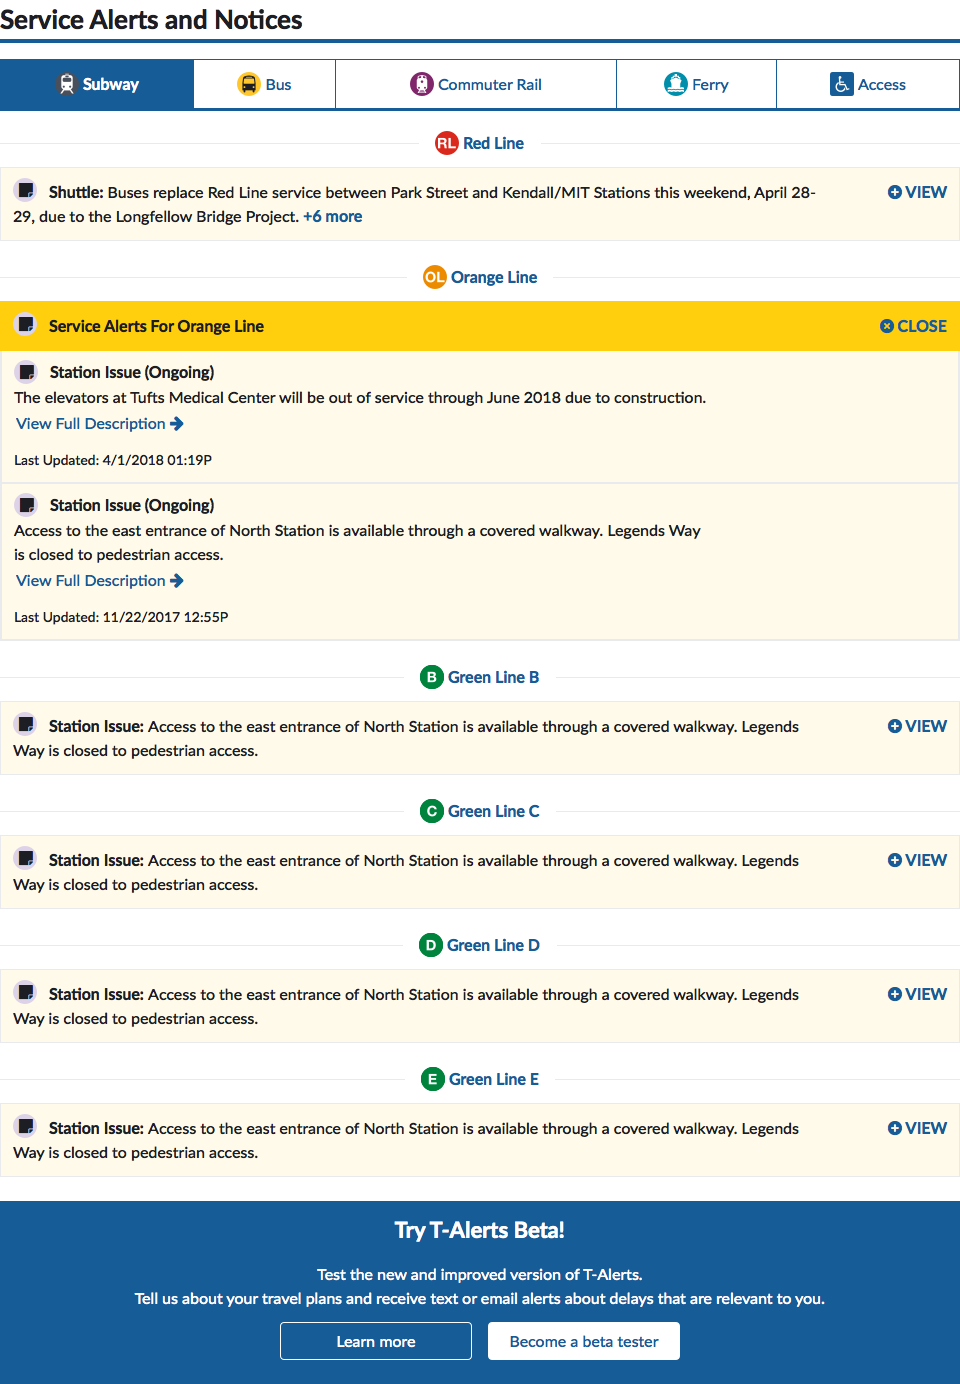 Service Alerts and Notices
Subway Bus Commuter Rail Ferry Access
RL Red Line
Shuttle: Buses replace Red Line service between Park Street and Kendall/MIT Stations this weekend, April 28-
29, due to the Longfellow Bridge Project. +6 more
VIEW
OL Orange Line
Service Alerts For Orange Line
CLOSE
Station Issue (Ongoing)
The elevators at Tufts Medical Center will be out of service through June 2018 due to construction.
View Full Description
Last Updated: 4/1/2018 01:19P
Station Issue (Ongoing)
Access to the east entrance of North Station is available through a covered walkway. Legends Way
is closed to pedestrian access.
View Full Description
Last Updated: 11/22/2017 12:55P
B Green Line B
Station Issue: Access to the east entrance of North Station is available through a covered walkway. Legends
Way is closed to pedestrian access.
VIEW
C Green Line C
Station Issue: Access to the east entrance of North Station is available through a covered walkway. Legends
Way is closed to pedestrian access.
VIEW
D Green Line D
Station Issue: Access to the east entrance of North Station is available through a covered walkway. Legends
Way is closed to pedestrian access.
VIEW
E Green Line E
Station Issue: Access to the east entrance of North Station is available through a covered walkway. Legends
Way is closed to pedestrian access.
VIEW
Try T-Alerts Beta!
Test the new and improved version of T-Alerts.
Tell us about your travel plans and receive text or email alerts about delays that are relevant to you.
Learn more
Become a beta tester